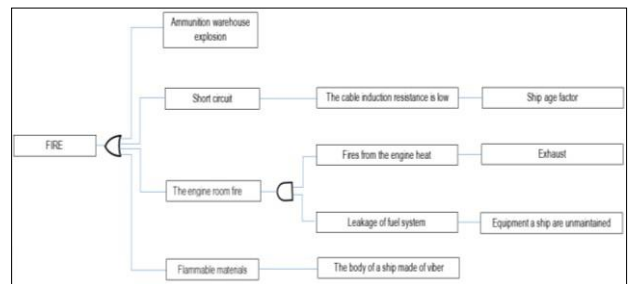 Ammunition warehouse
explosion
Short circuit
The cable induction resistance is low
Ship age factor
FIRE
Fires from the engine heat
Exhaust
The engine room fire
Leakage of fuel system
Equipment a ship are unmaintained
Flammable materials
The body of a ship made of viber